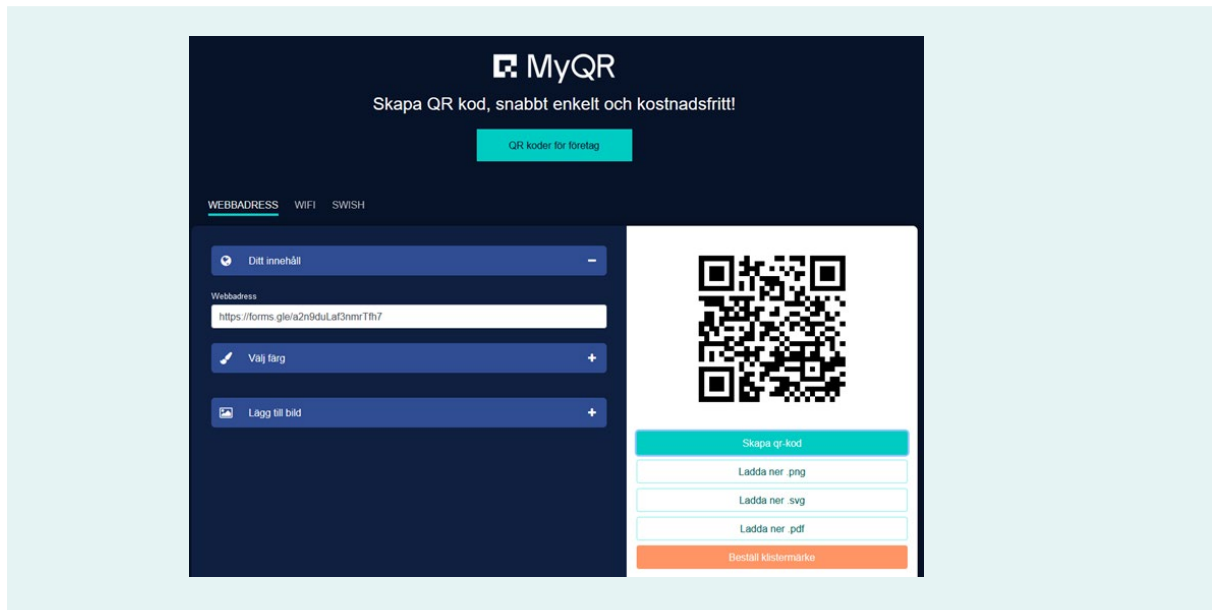 MyQR
Skapa QR kod, snabbt enkelt och kostnadsfritt!
QR koder för företag
WEBBADRESS WIFI SWISH
Ditt innehåll
Webbadress
https://forms.gle/a2n9duLaf3nmrTfh7
Välj färg
Lägg till bild
Skapa qr-kod
Ladda ner .png
Ladda ner .svg
Ladda ner .pdf
Beställ klistermärke